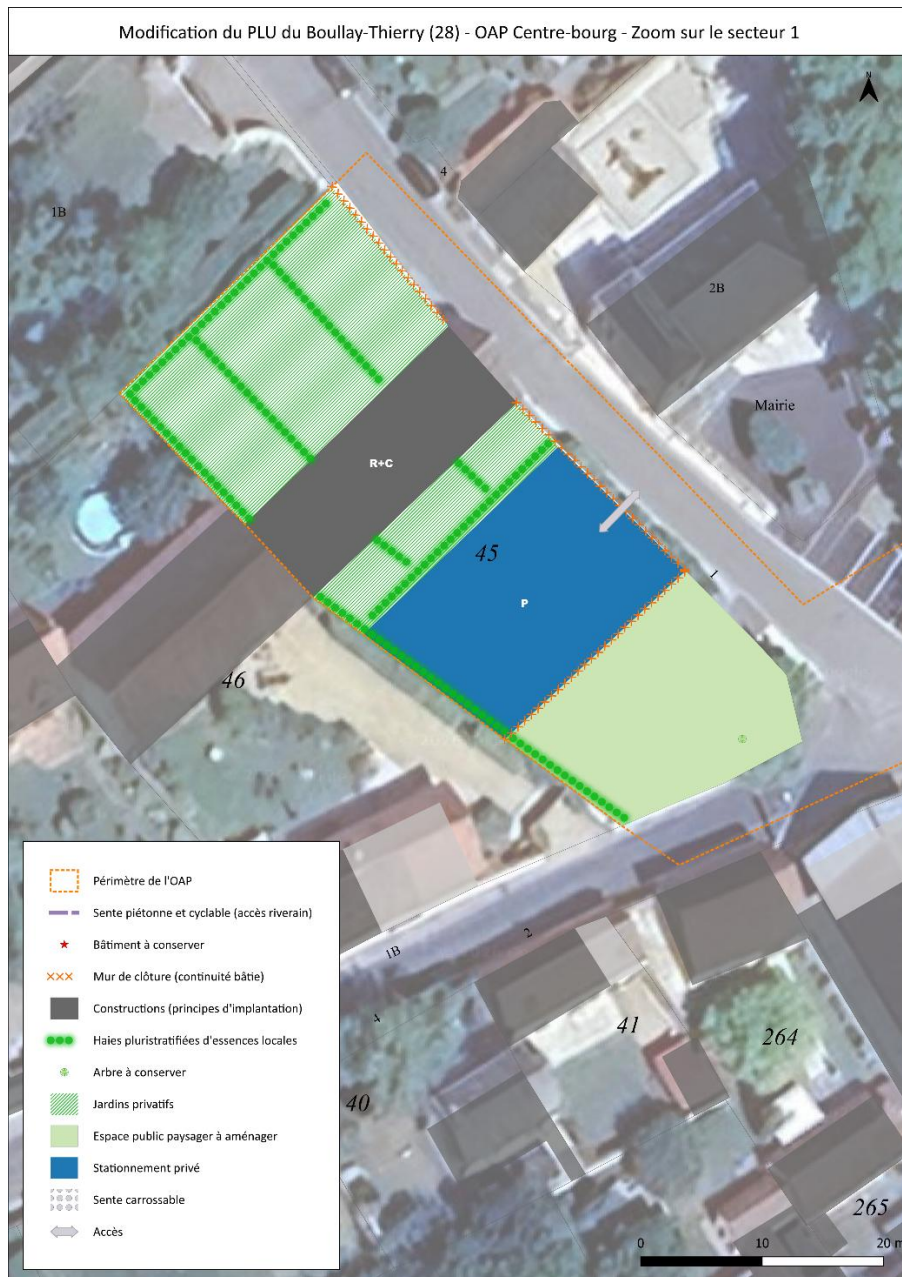 Modification du PLU du Boullay-Thierry (28) - OAP Centre-bourg - Zoom sur le secteur 1
N
4
1B
2B
Mairie
R+C
45
P
1
46
Périmètre de l'OAP
Sente piétonne et cyclable (accès riverain)
Bâtiment à conserver
Mur de clôture (continuité bâtie)
Constructions (principes d'implantation)
Haies pluristratifiées d'essences locales
Arbre à conserver
Jardins privatifs
Espace public paysager à aménager
Stationnement privé
Sente carrossable
Accès
2
1B
4
41
264
40
265
0 10 20 m